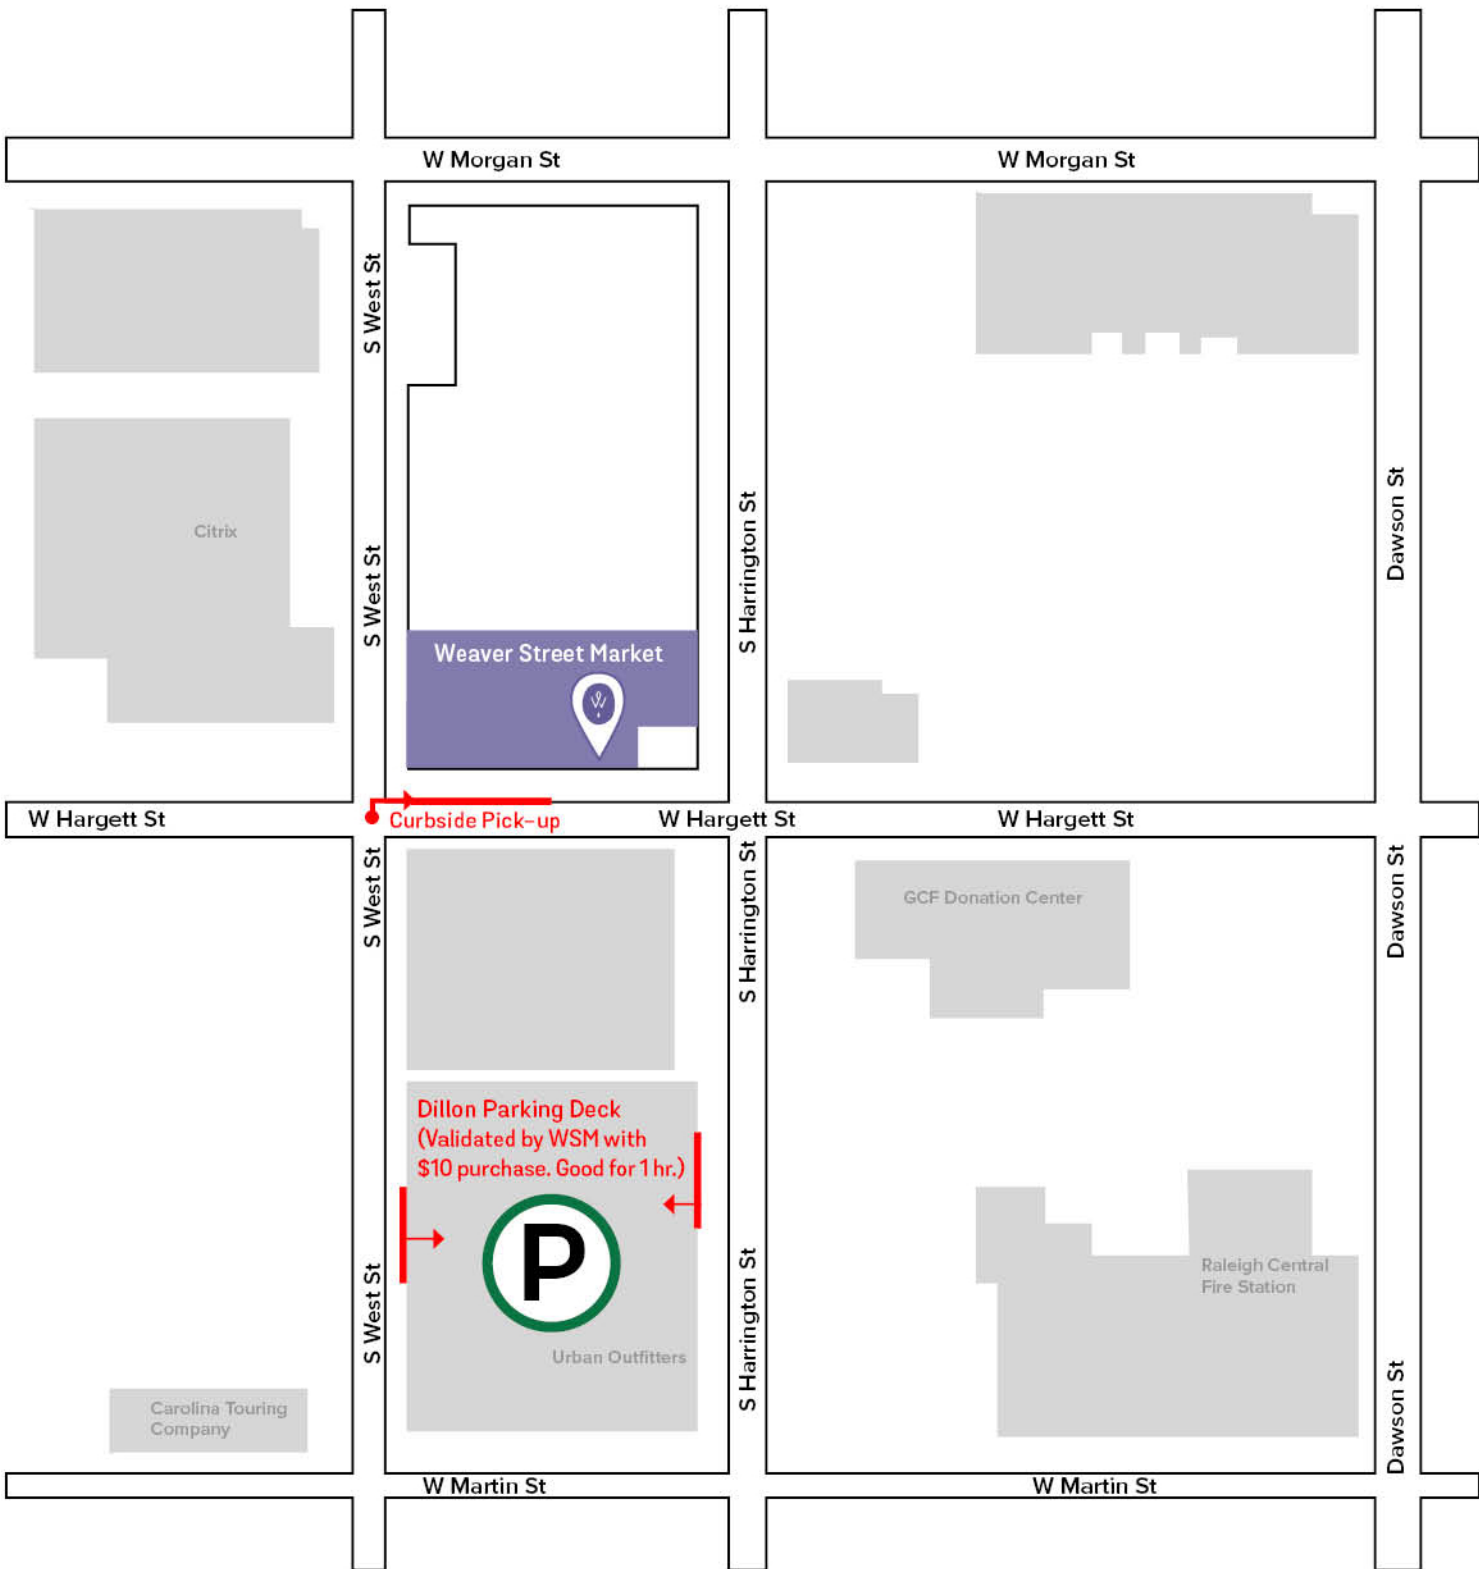 W Morgan St
W Morgan St
S West St
Dawson St
S Harrington St
Citrix
S West St
Weaver Street Market
W
W Hargett St
Curbside Pick-up
W Hargett St
W Hargett St
S West St
S Harrington St
Dawson St
GCF Donation Center
Dillon Parking Deck
(Validated by WSM with
$10 purchase. Good for 1 hr.)
P
S West St
S Harrington St
Raleigh Central
Fire Station
Urban Outfitters
Dawson St
Carolina Touring
Company
W Martin St
W Martin St